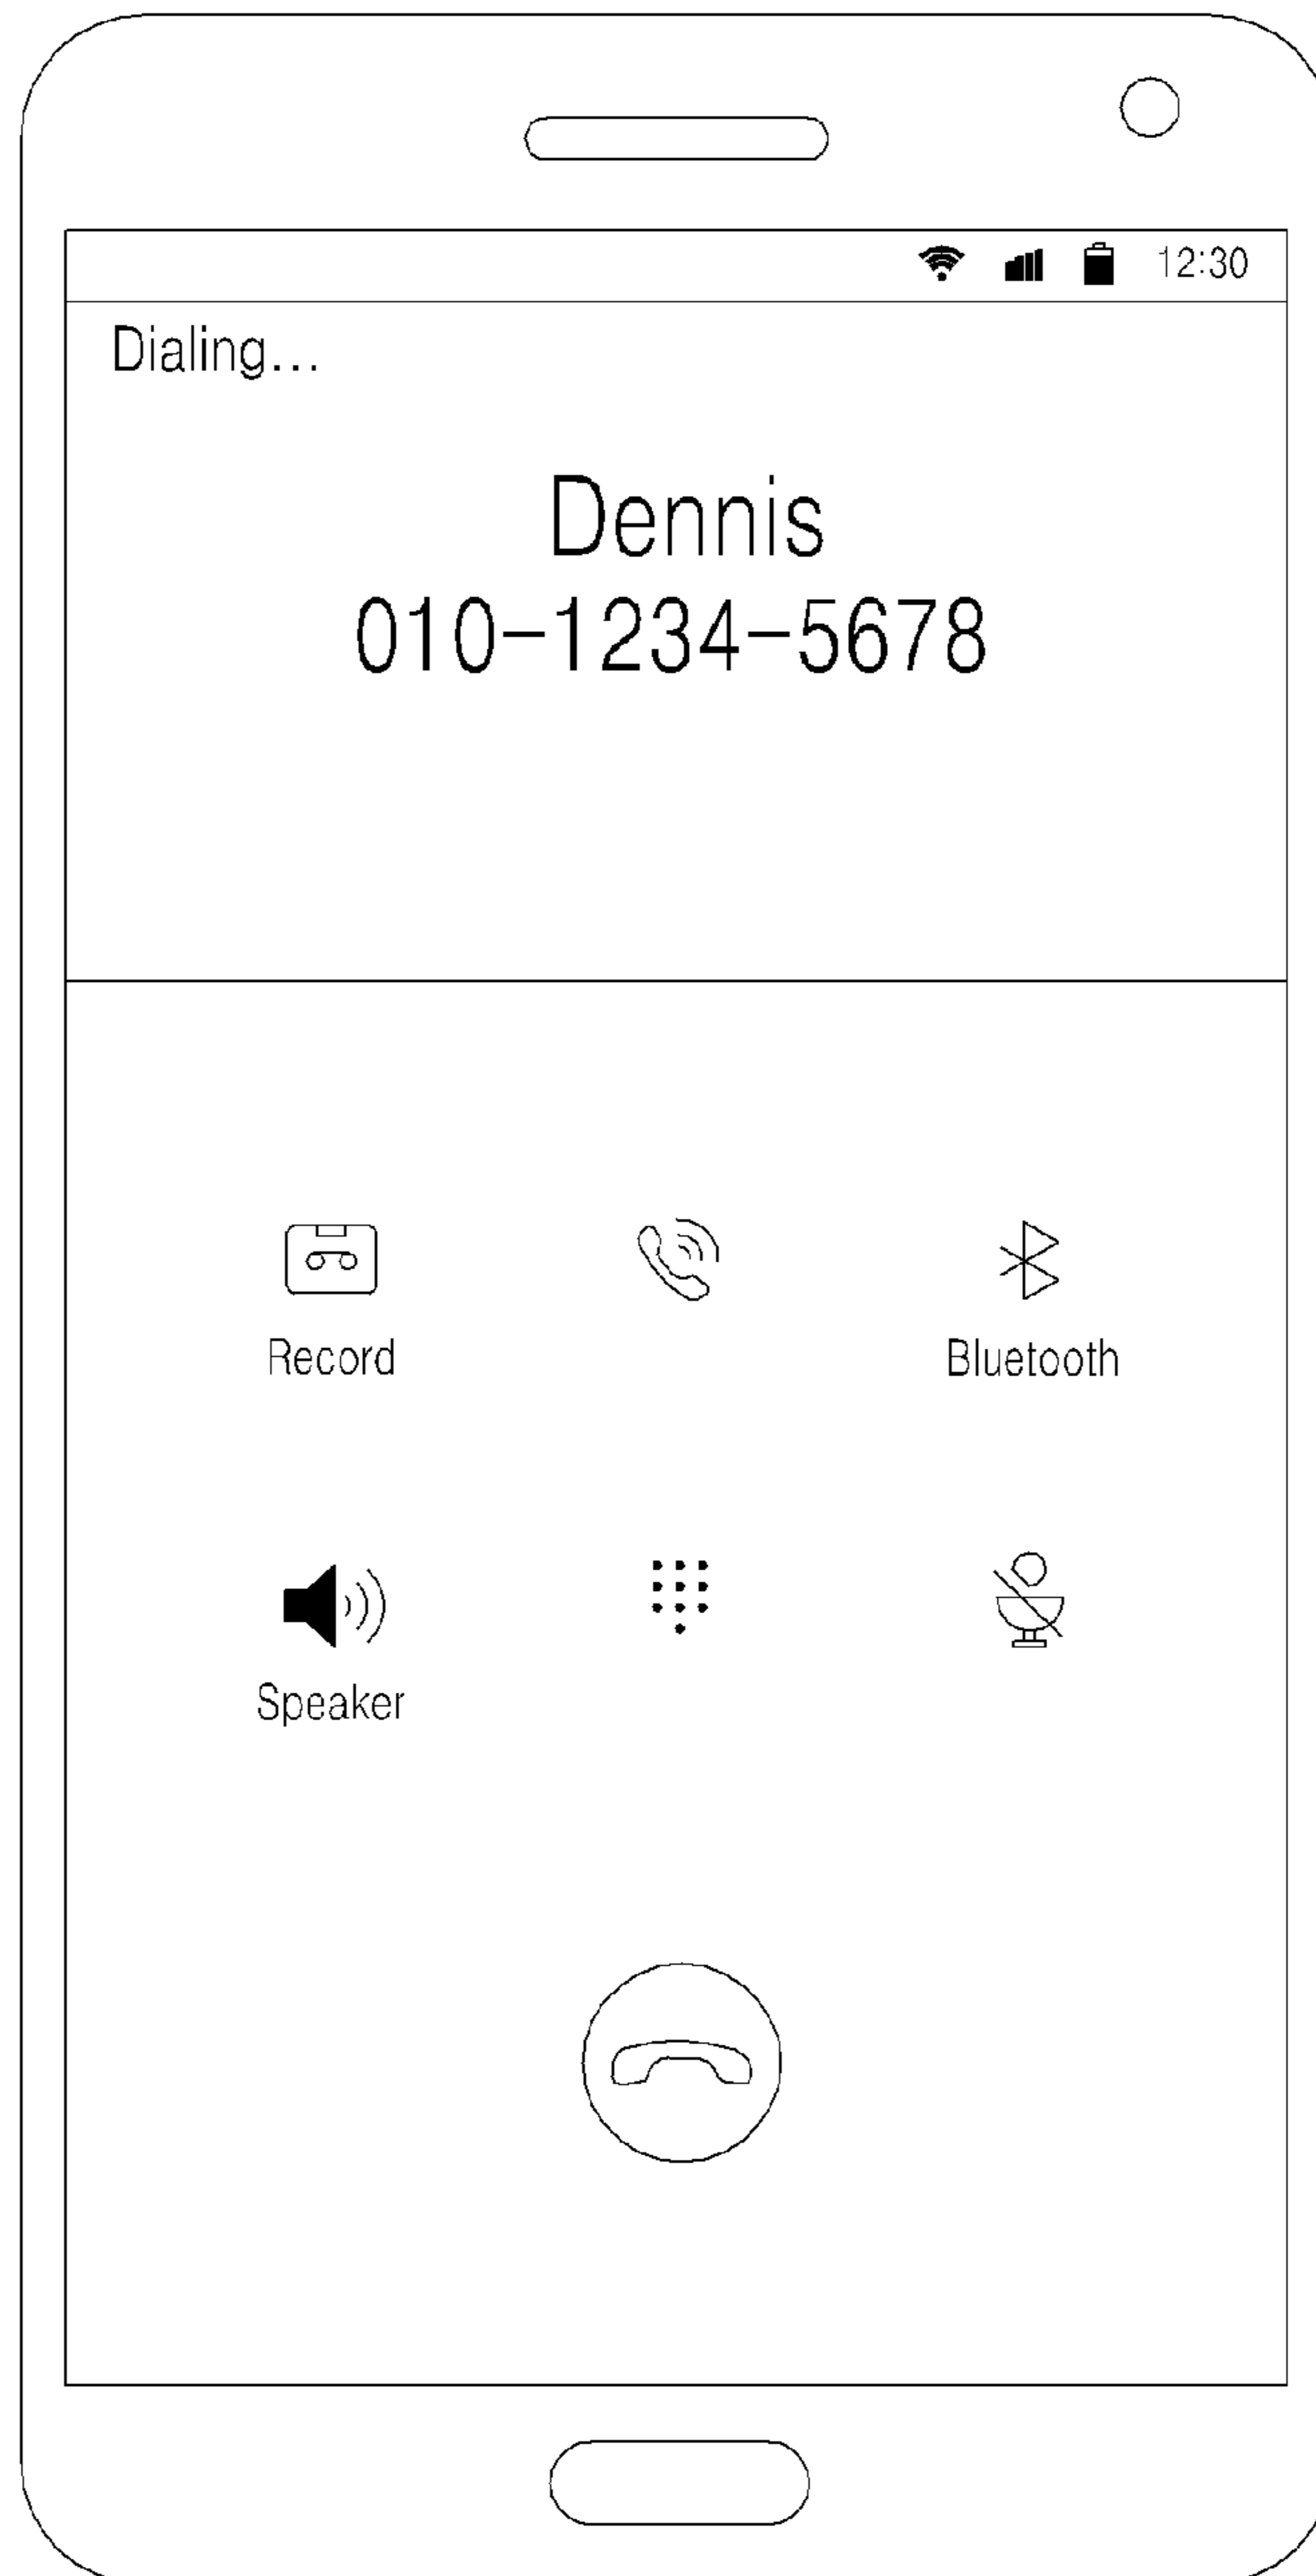 12:30
Dialing...
Dennis
010-1234-5678
Record
Bluetooth
Speaker